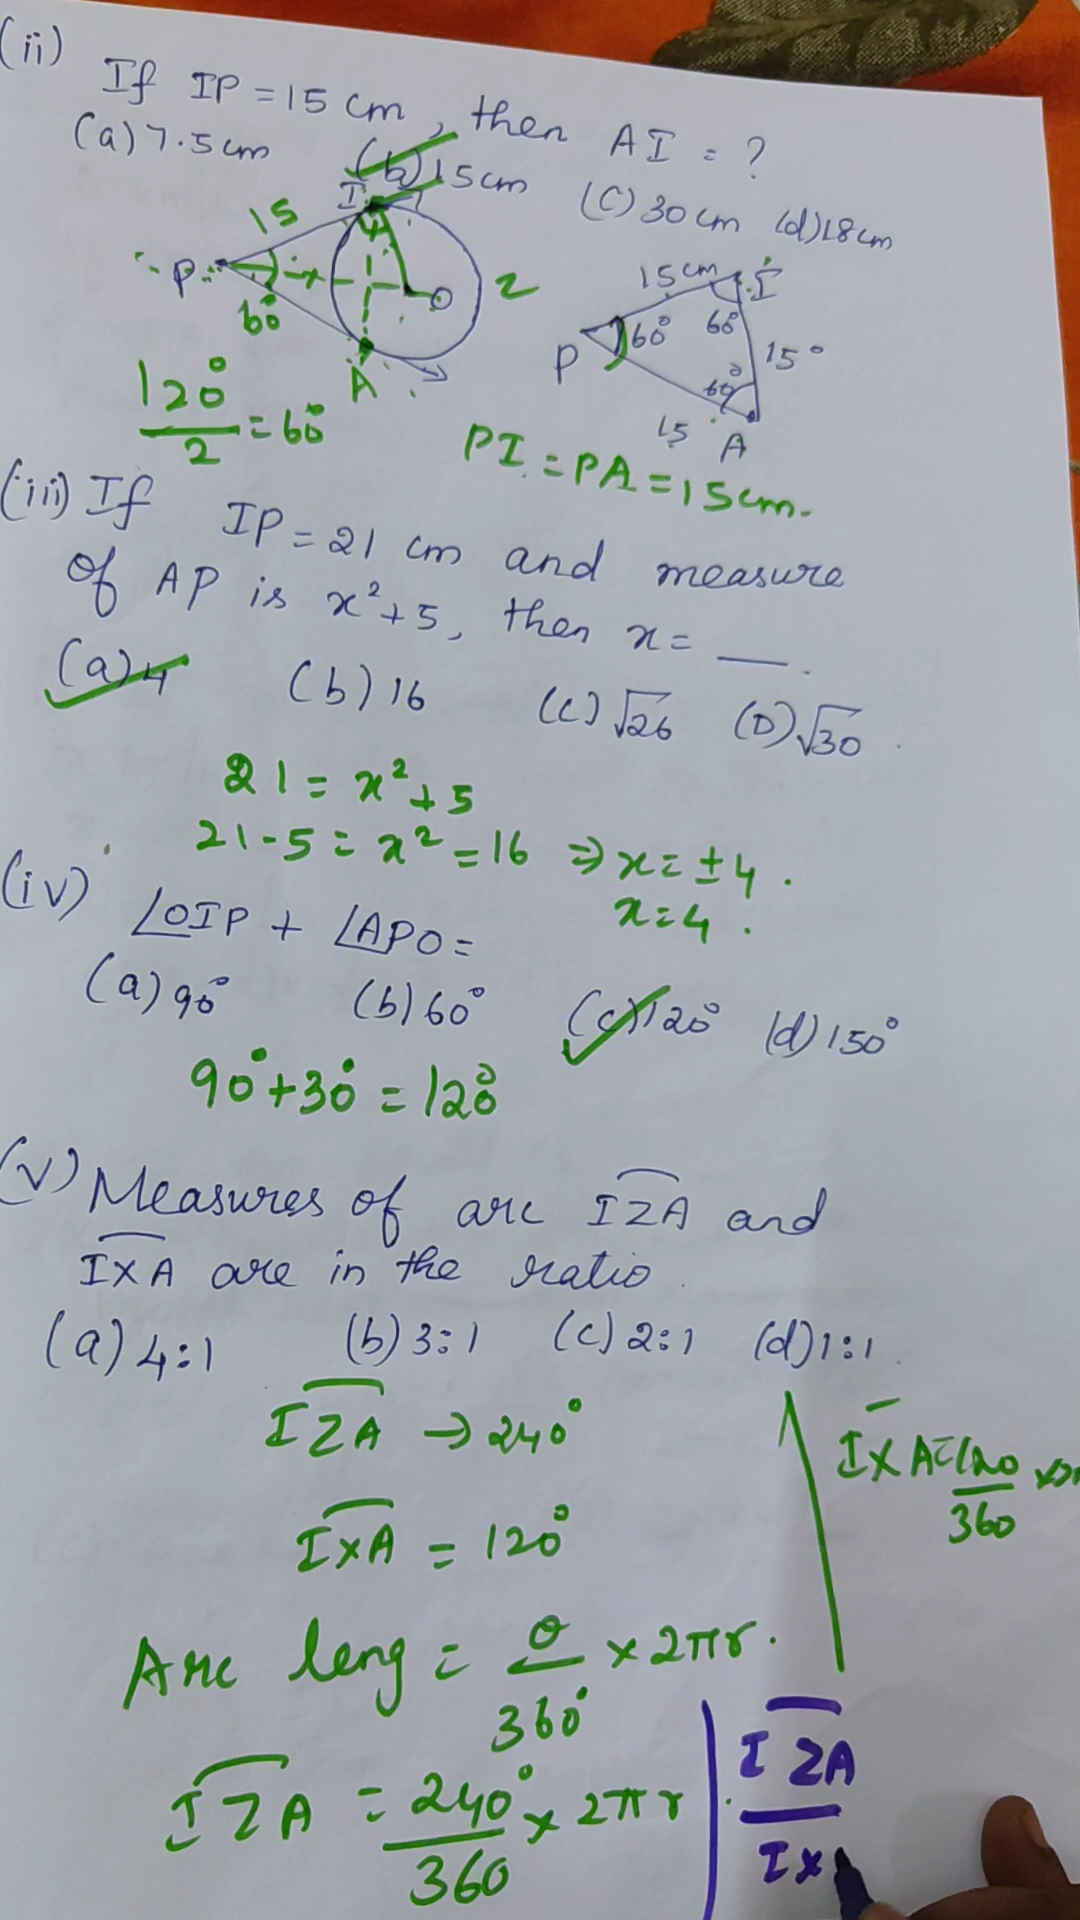 (ii)
If IP = 15 cm, then AI = ?
(a) 7.5 cm (b) 15 cm (C) 30 cm (d) 18 cm
I
15
P x O Z
60°
A
120°/2 = 60°
15 cm I
P 60° 60°
15°
60°
15 A
PI = PA = 15 cm.
(iii) If IP = 21 cm and measure
of AP is x²+5, then x = __.
(a) 4 (b) 16 (c) √26 (D) √30
21 = x²+5
21-5 = x² = 16 ⇒ x = ±4.
x = 4.
(iv) ∠OIP + ∠APO =
(a) 90° (b) 60° (c) 120° (d) 150°
90°+30° = 120°
(v) Measures of arc IZA and
IXA are in the ratio.
(a) 4:1 (b) 3:1 (c) 2:1 (d) 1:1.
IZA → 240°
IXA = 120°
IXA = 120/360 ×
Arc leng = θ/360° × 2πr.
IZA = 240°/360 × 2πr
IZA
IX